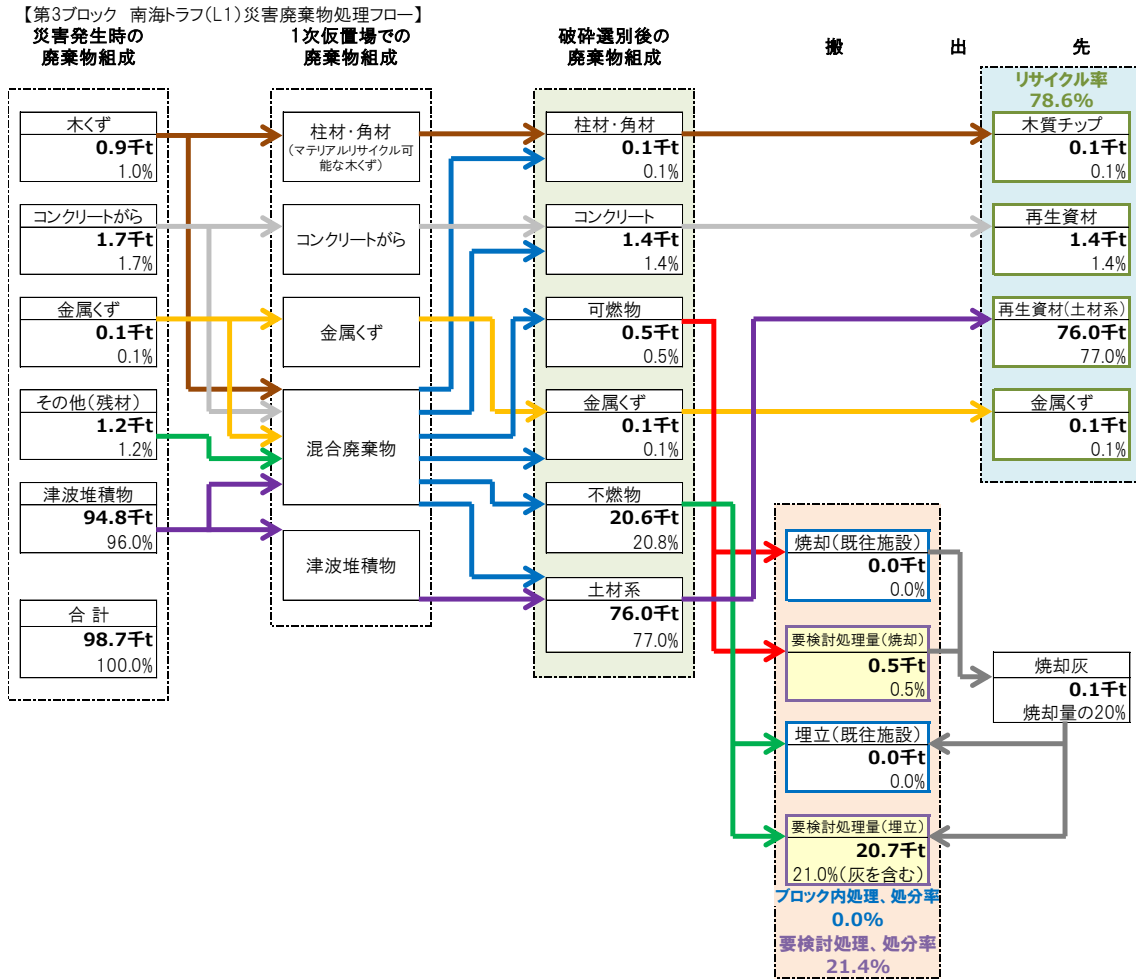 【第3ブロック 南海トラフ(L1)災害廃棄物処理フロー】
災害発生時の
廃棄物組成
1次仮置場での
廃棄物組成
破砕選別後の
廃棄物組成
搬 出 先
木くず
0.9千t
1.0%
コンクリートがら
1.7千t
1.7%
金属くず
0.1千t
0.1%
その他(残材)
1.2千t
1.2%
津波堆積物
94.8千t
96.0%
合 計
98.7千t
100.0%
柱材・角材
(マテリアルリサイクル可
能な木くず)
コンクリートがら
金属くず
混合廃棄物
津波堆積物
柱材・角材
0.1千t
0.1%
コンクリート
1.4千t
1.4%
可燃物
0.5千t
0.5%
金属くず
0.1千t
0.1%
不燃物
20.6千t
20.8%
土材系
76.0千t
77.0%
リサイクル率
78.6%
木質チップ
0.1千t
0.1%
再生資材
1.4千t
1.4%
再生資材(土材系)
76.0千t
77.0%
金属くず
0.1千t
0.1%
焼却(既往施設)
0.0千t
0.0%
要検討処理量(焼却)
0.5千t
0.5%
埋立(既往施設)
0.0千t
0.0%
要検討処理量(埋立)
20.7千t
21.0%(灰を含む)
ブロック内処理、処分率
0.0%
要検討処理、処分率
21.4%
焼却灰
0.1千t
焼却量の20%